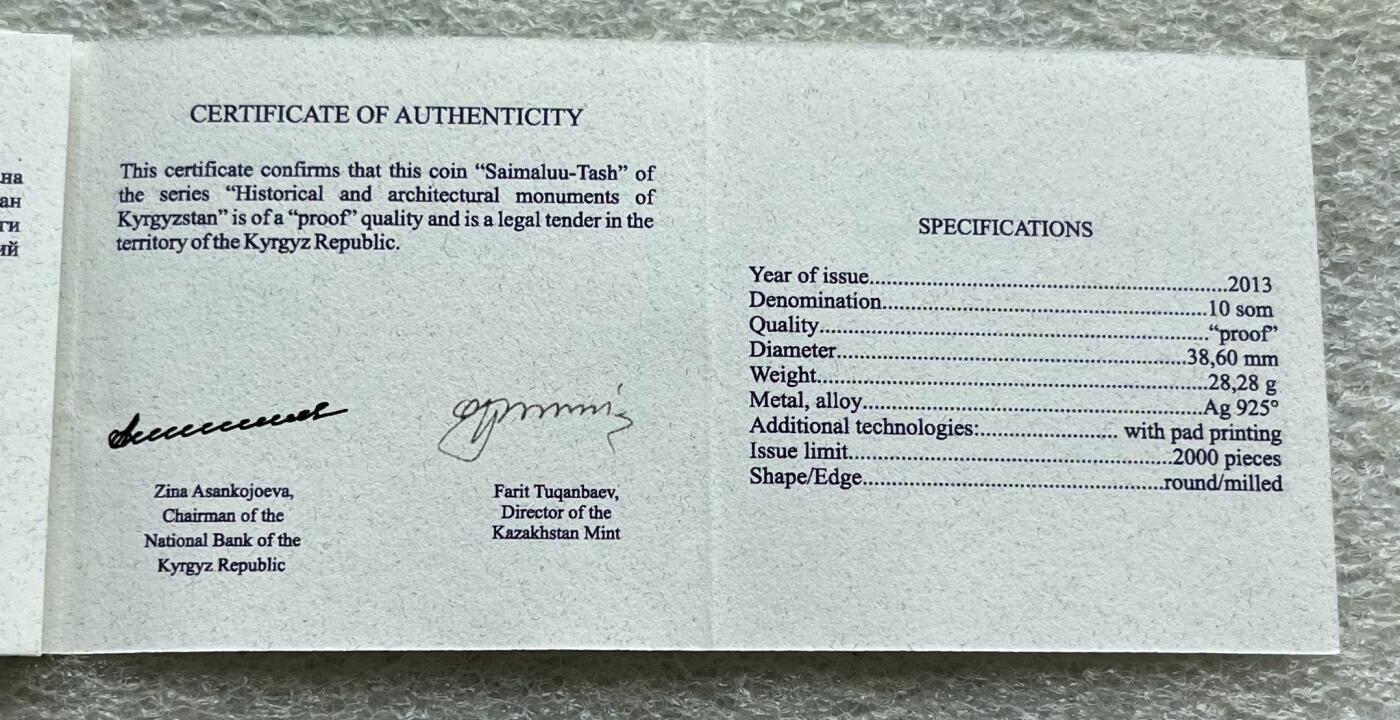 на
ан
ги
ий
CERTIFICATE OF AUTHENTICITY
This certificate confirms that this coin “Saimaluu-Tash” of
the series “Historical and architectural monuments of
Kyrgyzstan” is of a “proof” quality and is a legal tender in the
territory of the Kyrgyz Republic.
Zina Asankojoeva,
Chairman of the
National Bank of the
Kyrgyz Republic
Farit Tuqanbaev,
Director of the
Kazakhstan Mint
SPECIFICATIONS
Year of issue....................2013
Denomination....................10 som
Quality....................“proof”
Diameter....................38,60 mm
Weight....................28,28 g
Metal, alloy....................Ag 925°
Additional technologies:.................... with pad printing
Issue limit....................2000 pieces
Shape/Edge....................round/milled